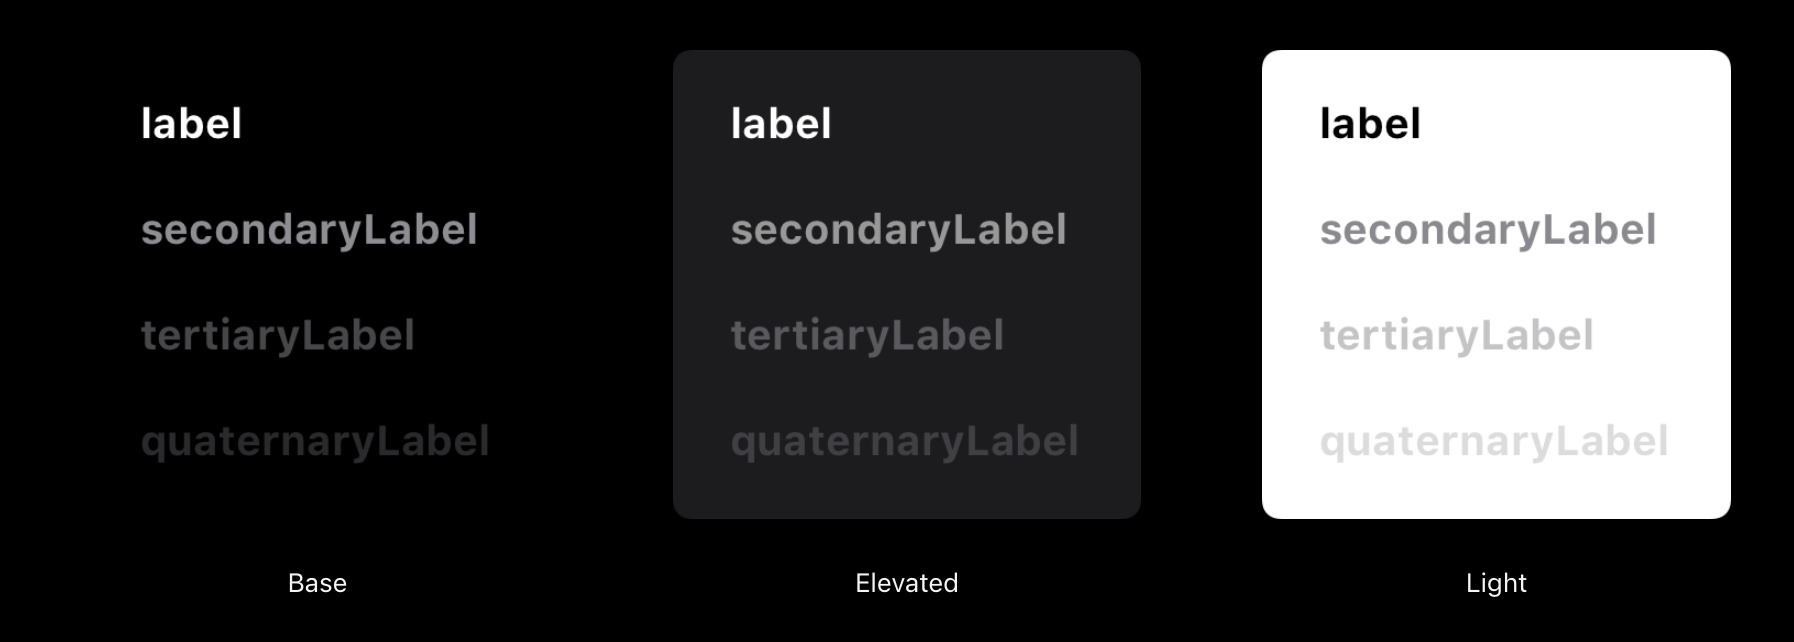 label
secondaryLabel
tertiaryLabel
quaternaryLabel
Base
label
secondaryLabel
tertiaryLabel
quaternaryLabel
Elevated
label
secondaryLabel
tertiaryLabel
quaternaryLabel
Light